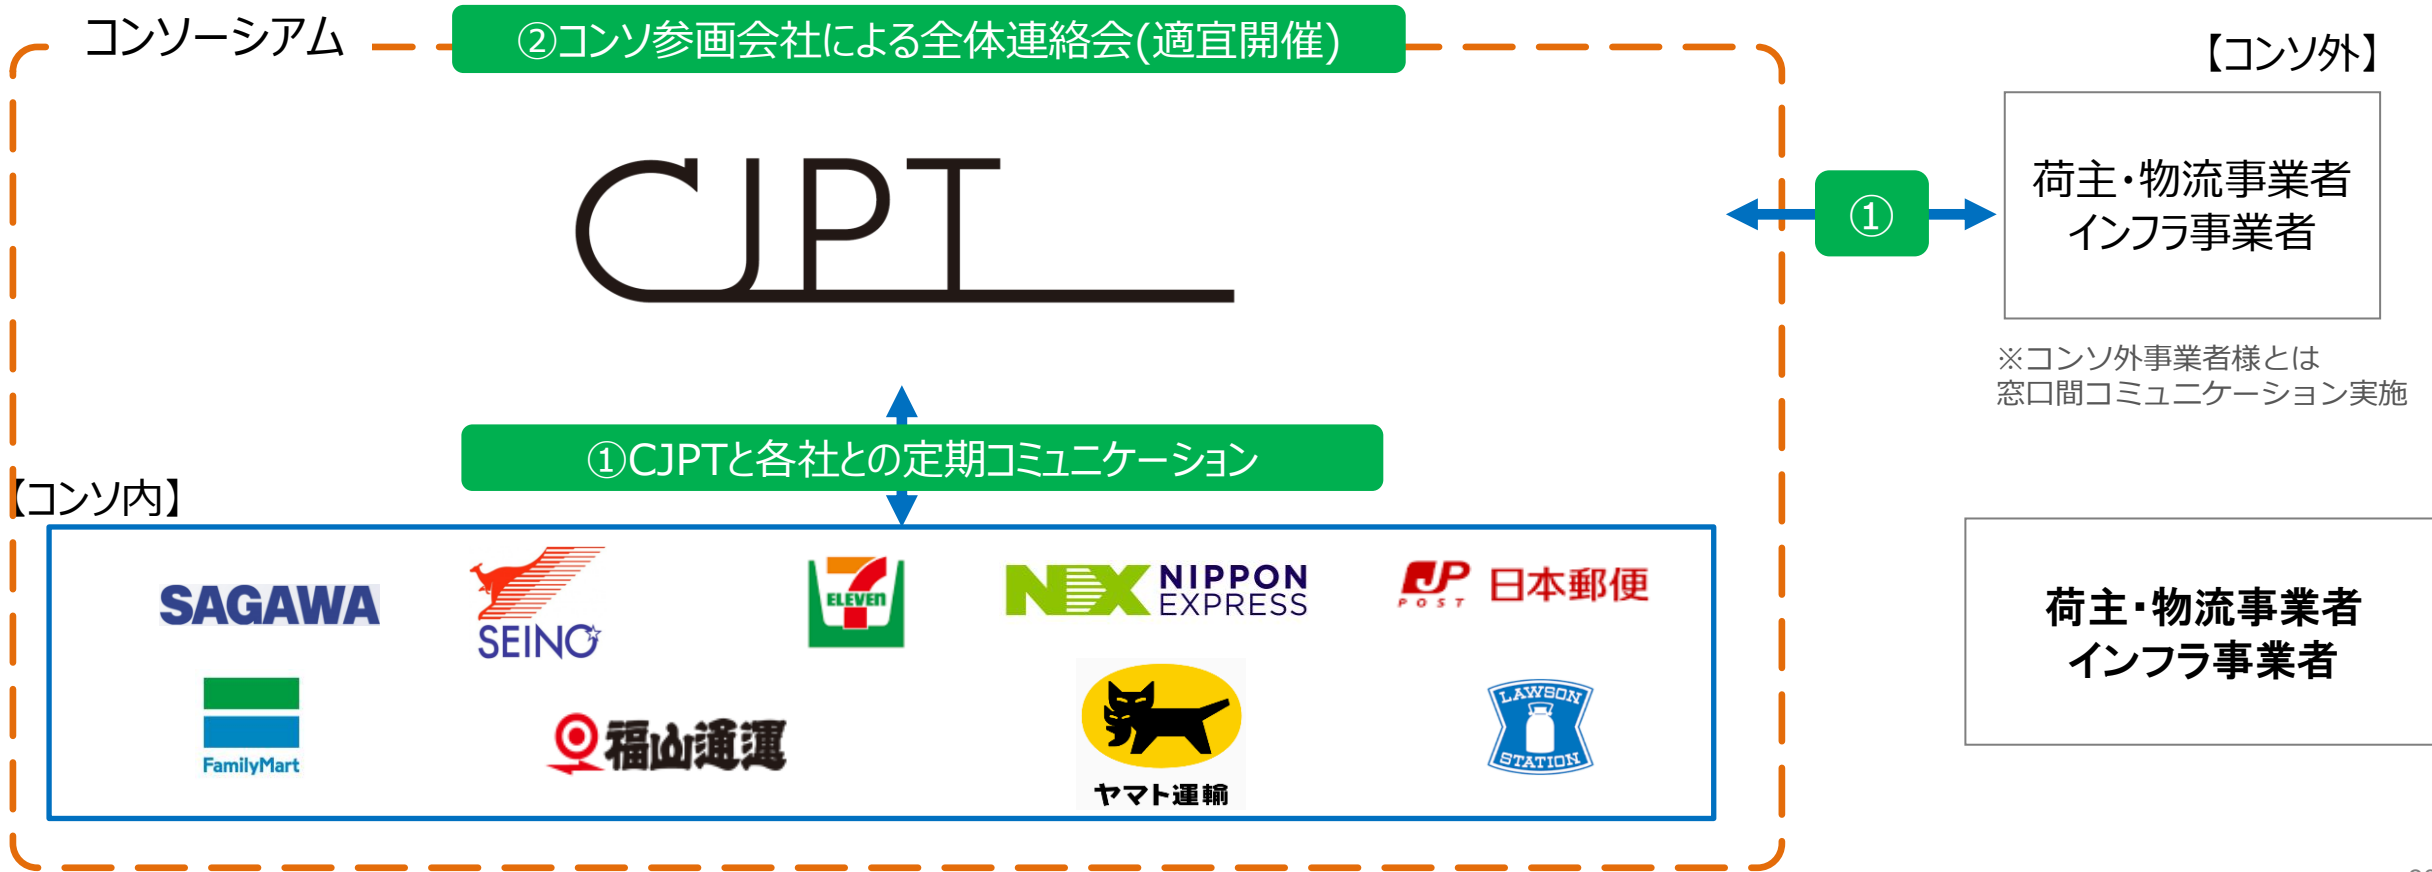 コンソーシアム
②コンソ参画会社による全体連絡会(適宜開催)
【コンソ外】
CJPT
荷主・物流事業者
インフラ事業者
①
※コンソ外事業者様とは
窓口間コミュニケーション実施
①CJPTと各社との定期コミュニケーション
【コンソ内】
SAGAWA
SEINO
ELEVEN
NX NIPPON
EXPRESS
JP
POST
日本郵便
荷主・物流事業者
インフラ事業者
FamilyMart
福山通運
ヤマト運輸
LAWSON
STATION